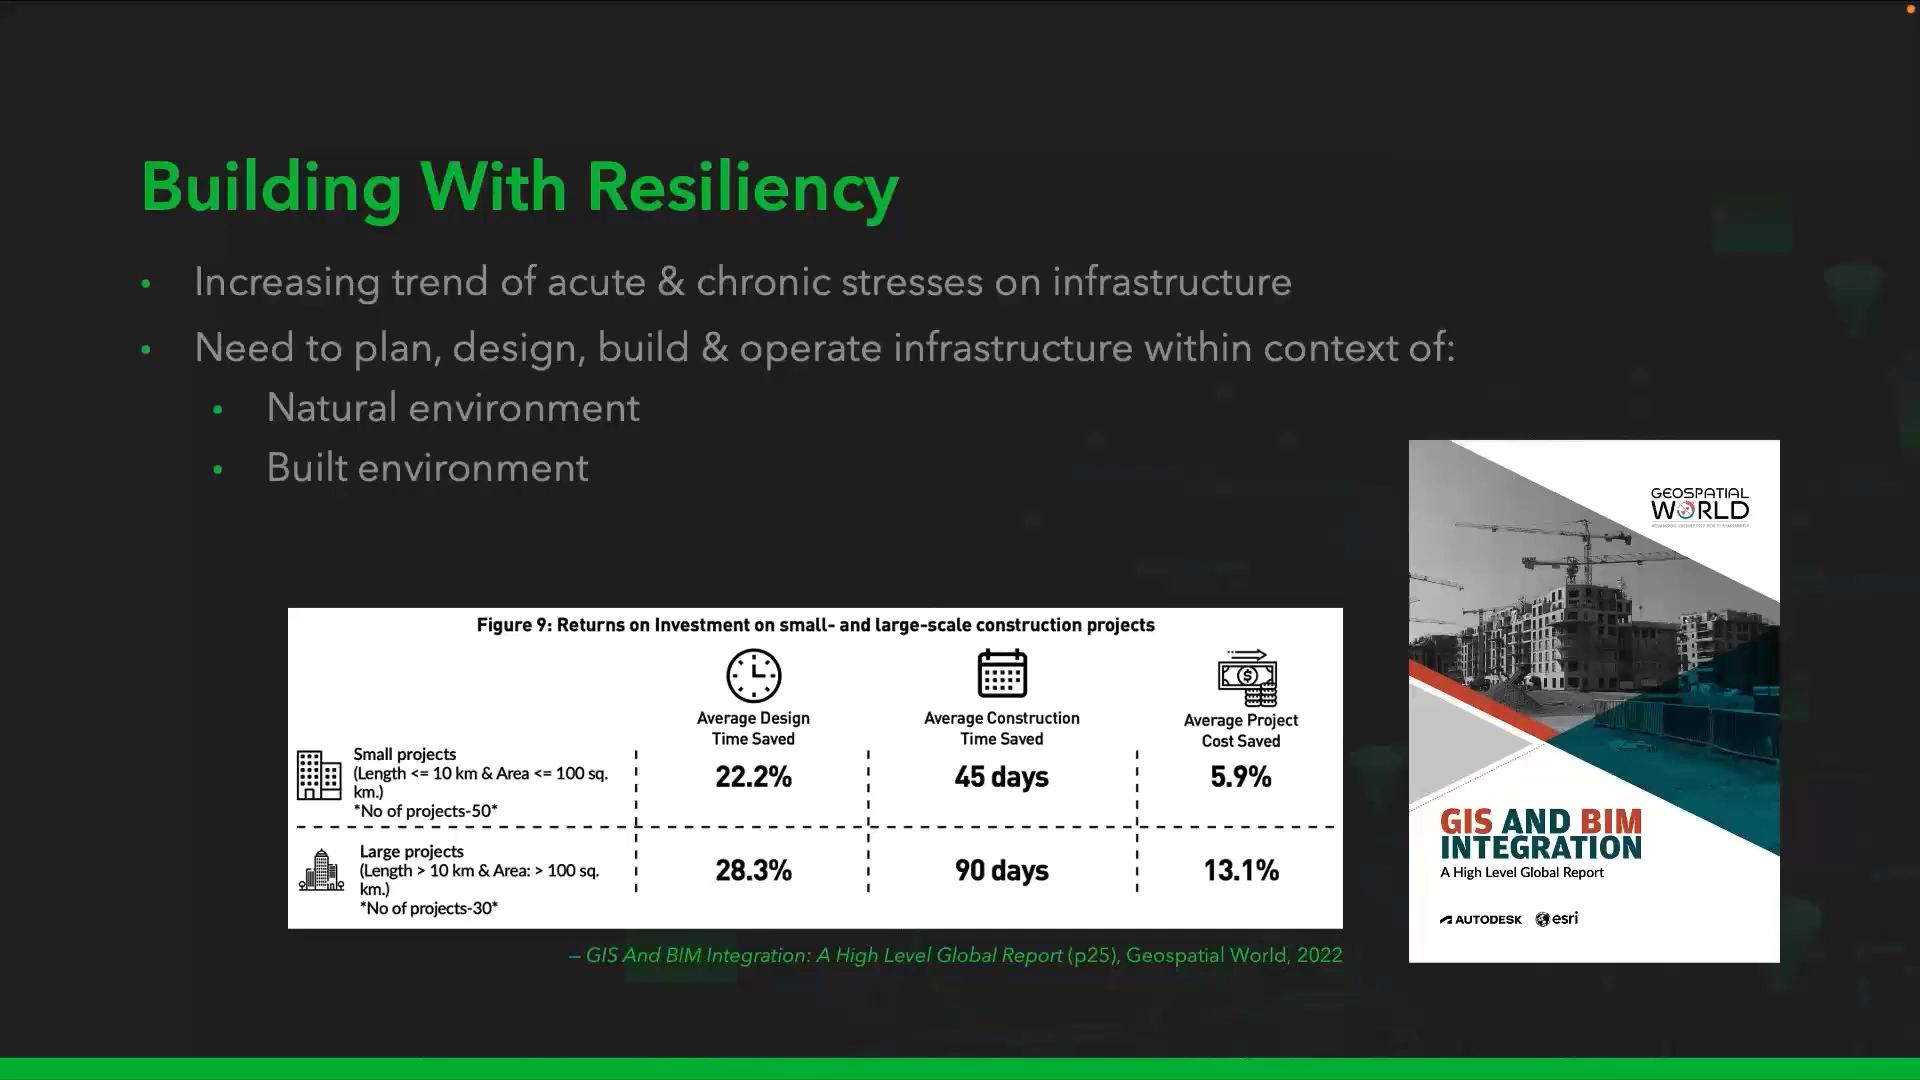 Building With Resiliency
• Increasing trend of acute & chronic stresses on infrastructure
• Need to plan, design, build & operate infrastructure within context of:
• Natural environment
• Built environment
Figure 9: Returns on Investment on small- and large-scale construction projects
Average Design
Time Saved
Average Construction
Time Saved
Average Project
Cost Saved
Small projects
(Length <= 10 km & Area <= 100 sq.
km.)
*No of projects-50*
22.2%
45 days
5.9%
Large projects
(Length > 10 km & Area: > 100 sq.
km.)
*No of projects-30*
28.3%
90 days
13.1%
– GIS And BIM Integration: A High Level Global Report (p25), Geospatial World, 2022
GEOSPATIAL
WORLD
GIS AND BIM
INTEGRATION
A High Level Global Report
AUTODESK esri